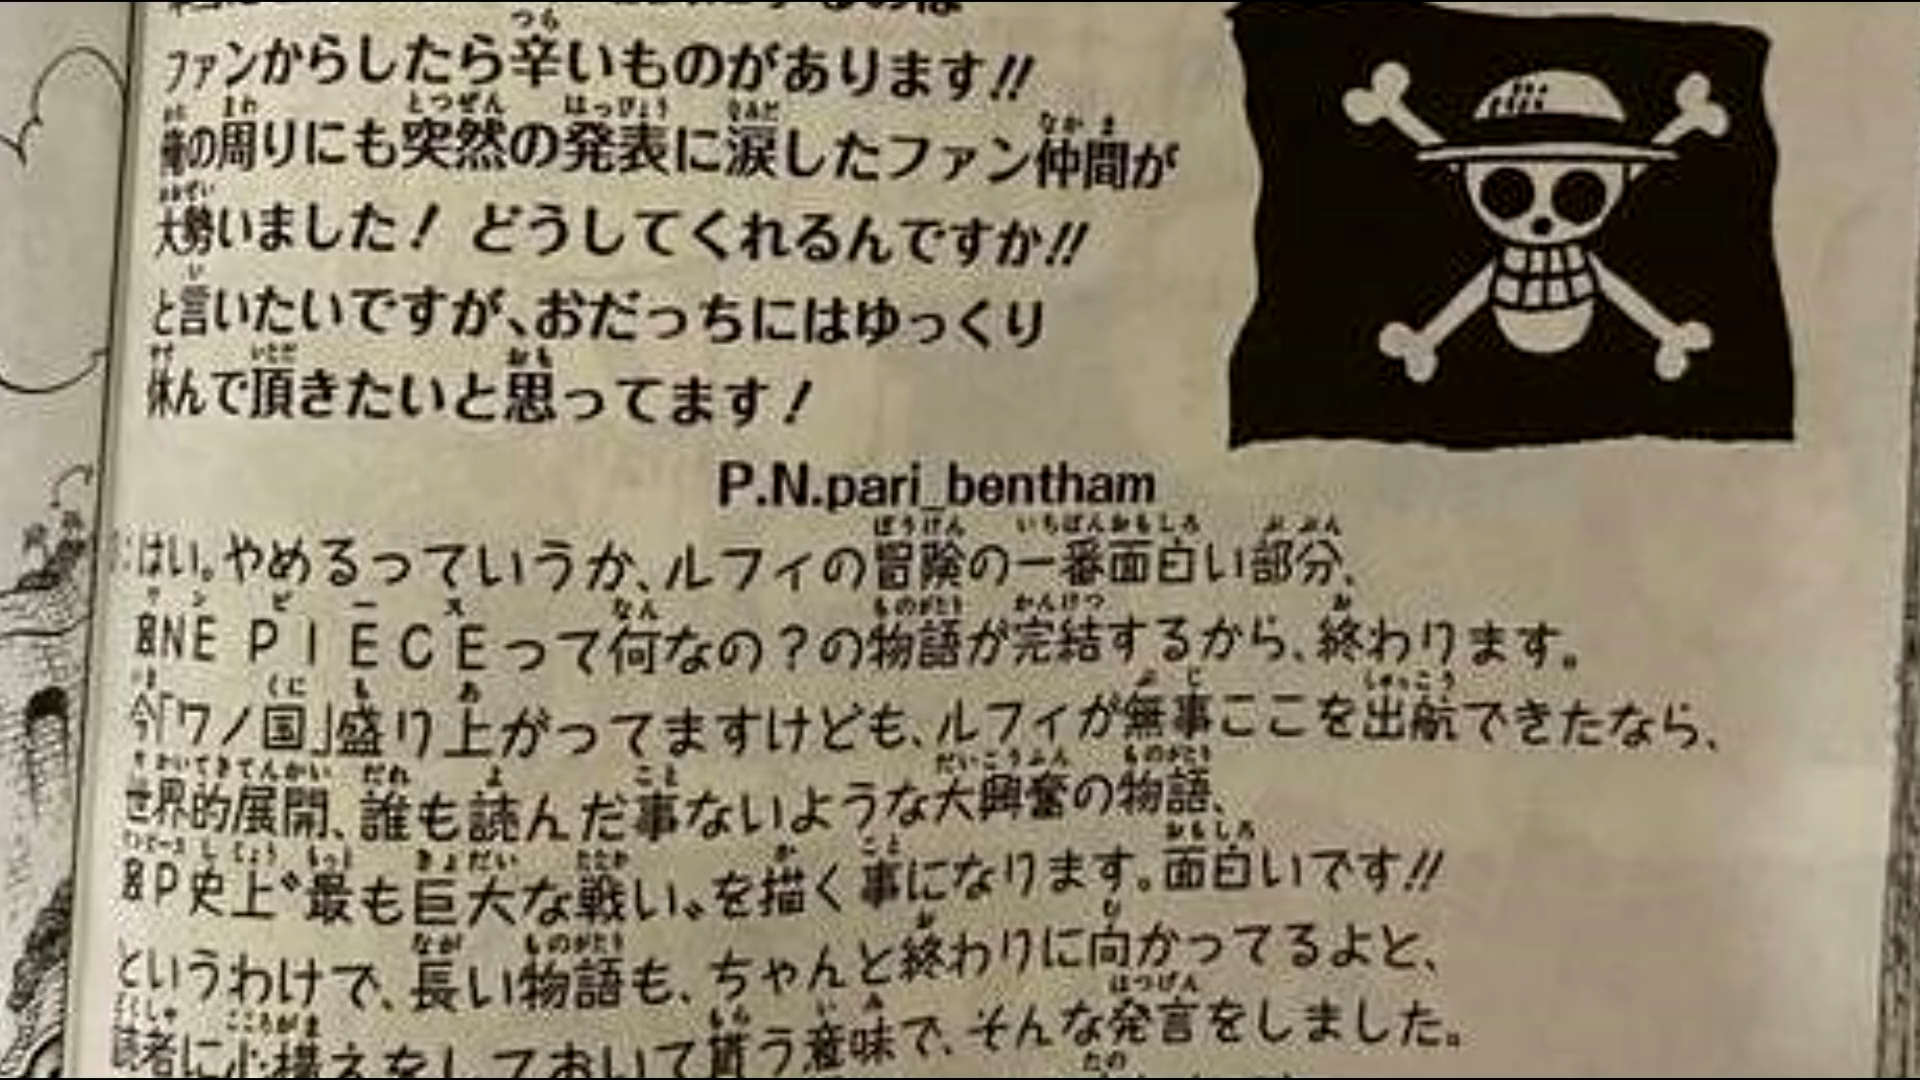 ファンからしたら辛いものがあります!!
俺の周りにも突然の発表に涙したファン仲間が
大勢いました! どうしてくれるんですか!!
と言いたいですが、おだっちにはゆっくり
休んで頂きたいと思ってます!
P.N.pari_bentham
はい。やめるっていうか、ルフィの冒険の一番面白い部分、
ONE PIECEって何なの?の物語が完結するから、終わります。
今「ワノ国」盛り上がってますけども、ルフィが無事ここを出航できたなら、
世界的展開、誰も読んだ事ないような大興奮の物語、
OP史上"最も巨大な戦い"を描く事になります。面白いです!!
というわけで、長い物語も、ちゃんと終わりに向かってるよと、
読者に心構えをしておいて貰う意味で、そんな発言をしました。